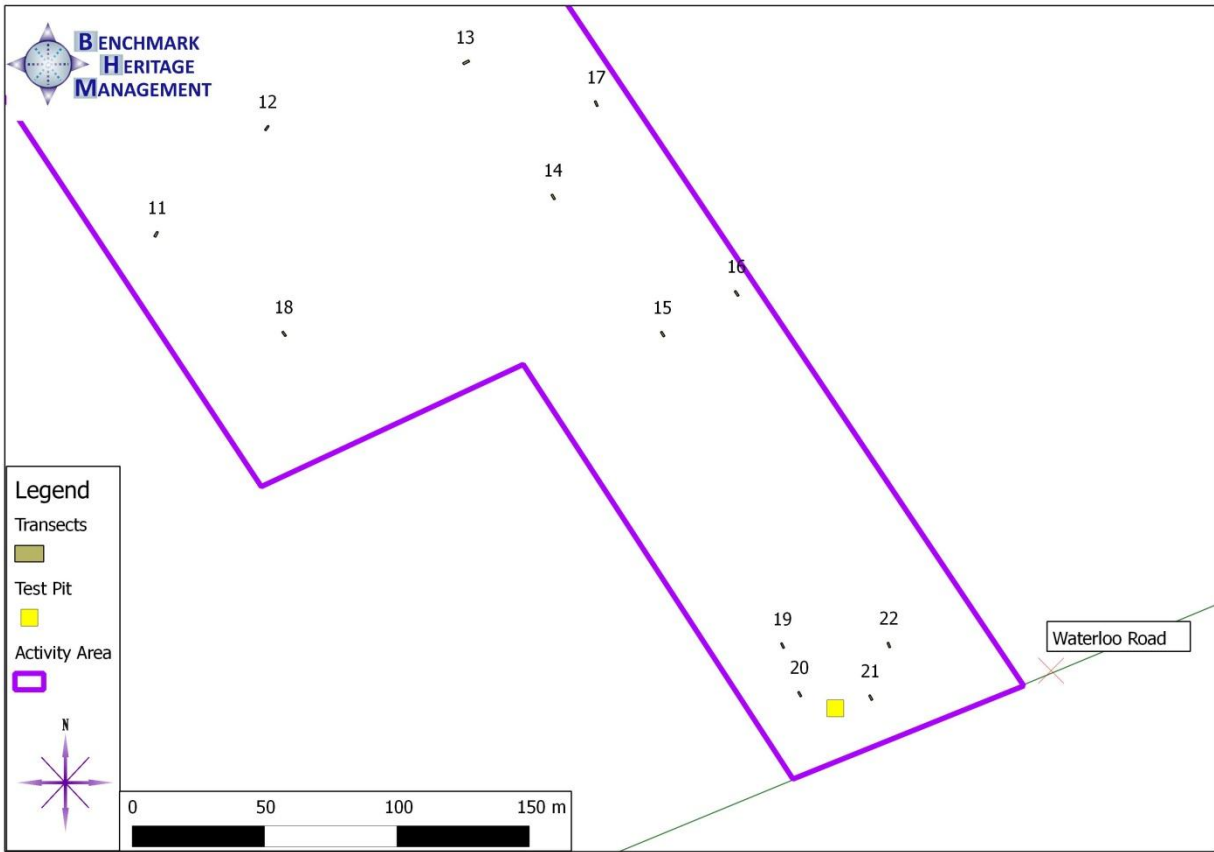 BENCHMARK
HERITAGE
MANAGEMENT
13
17
12
14
11
16
18
15
Legend
Transects
Test Pit
Activity Area
N
19
22
Waterloo Road
20
21
0 50 100 150 m